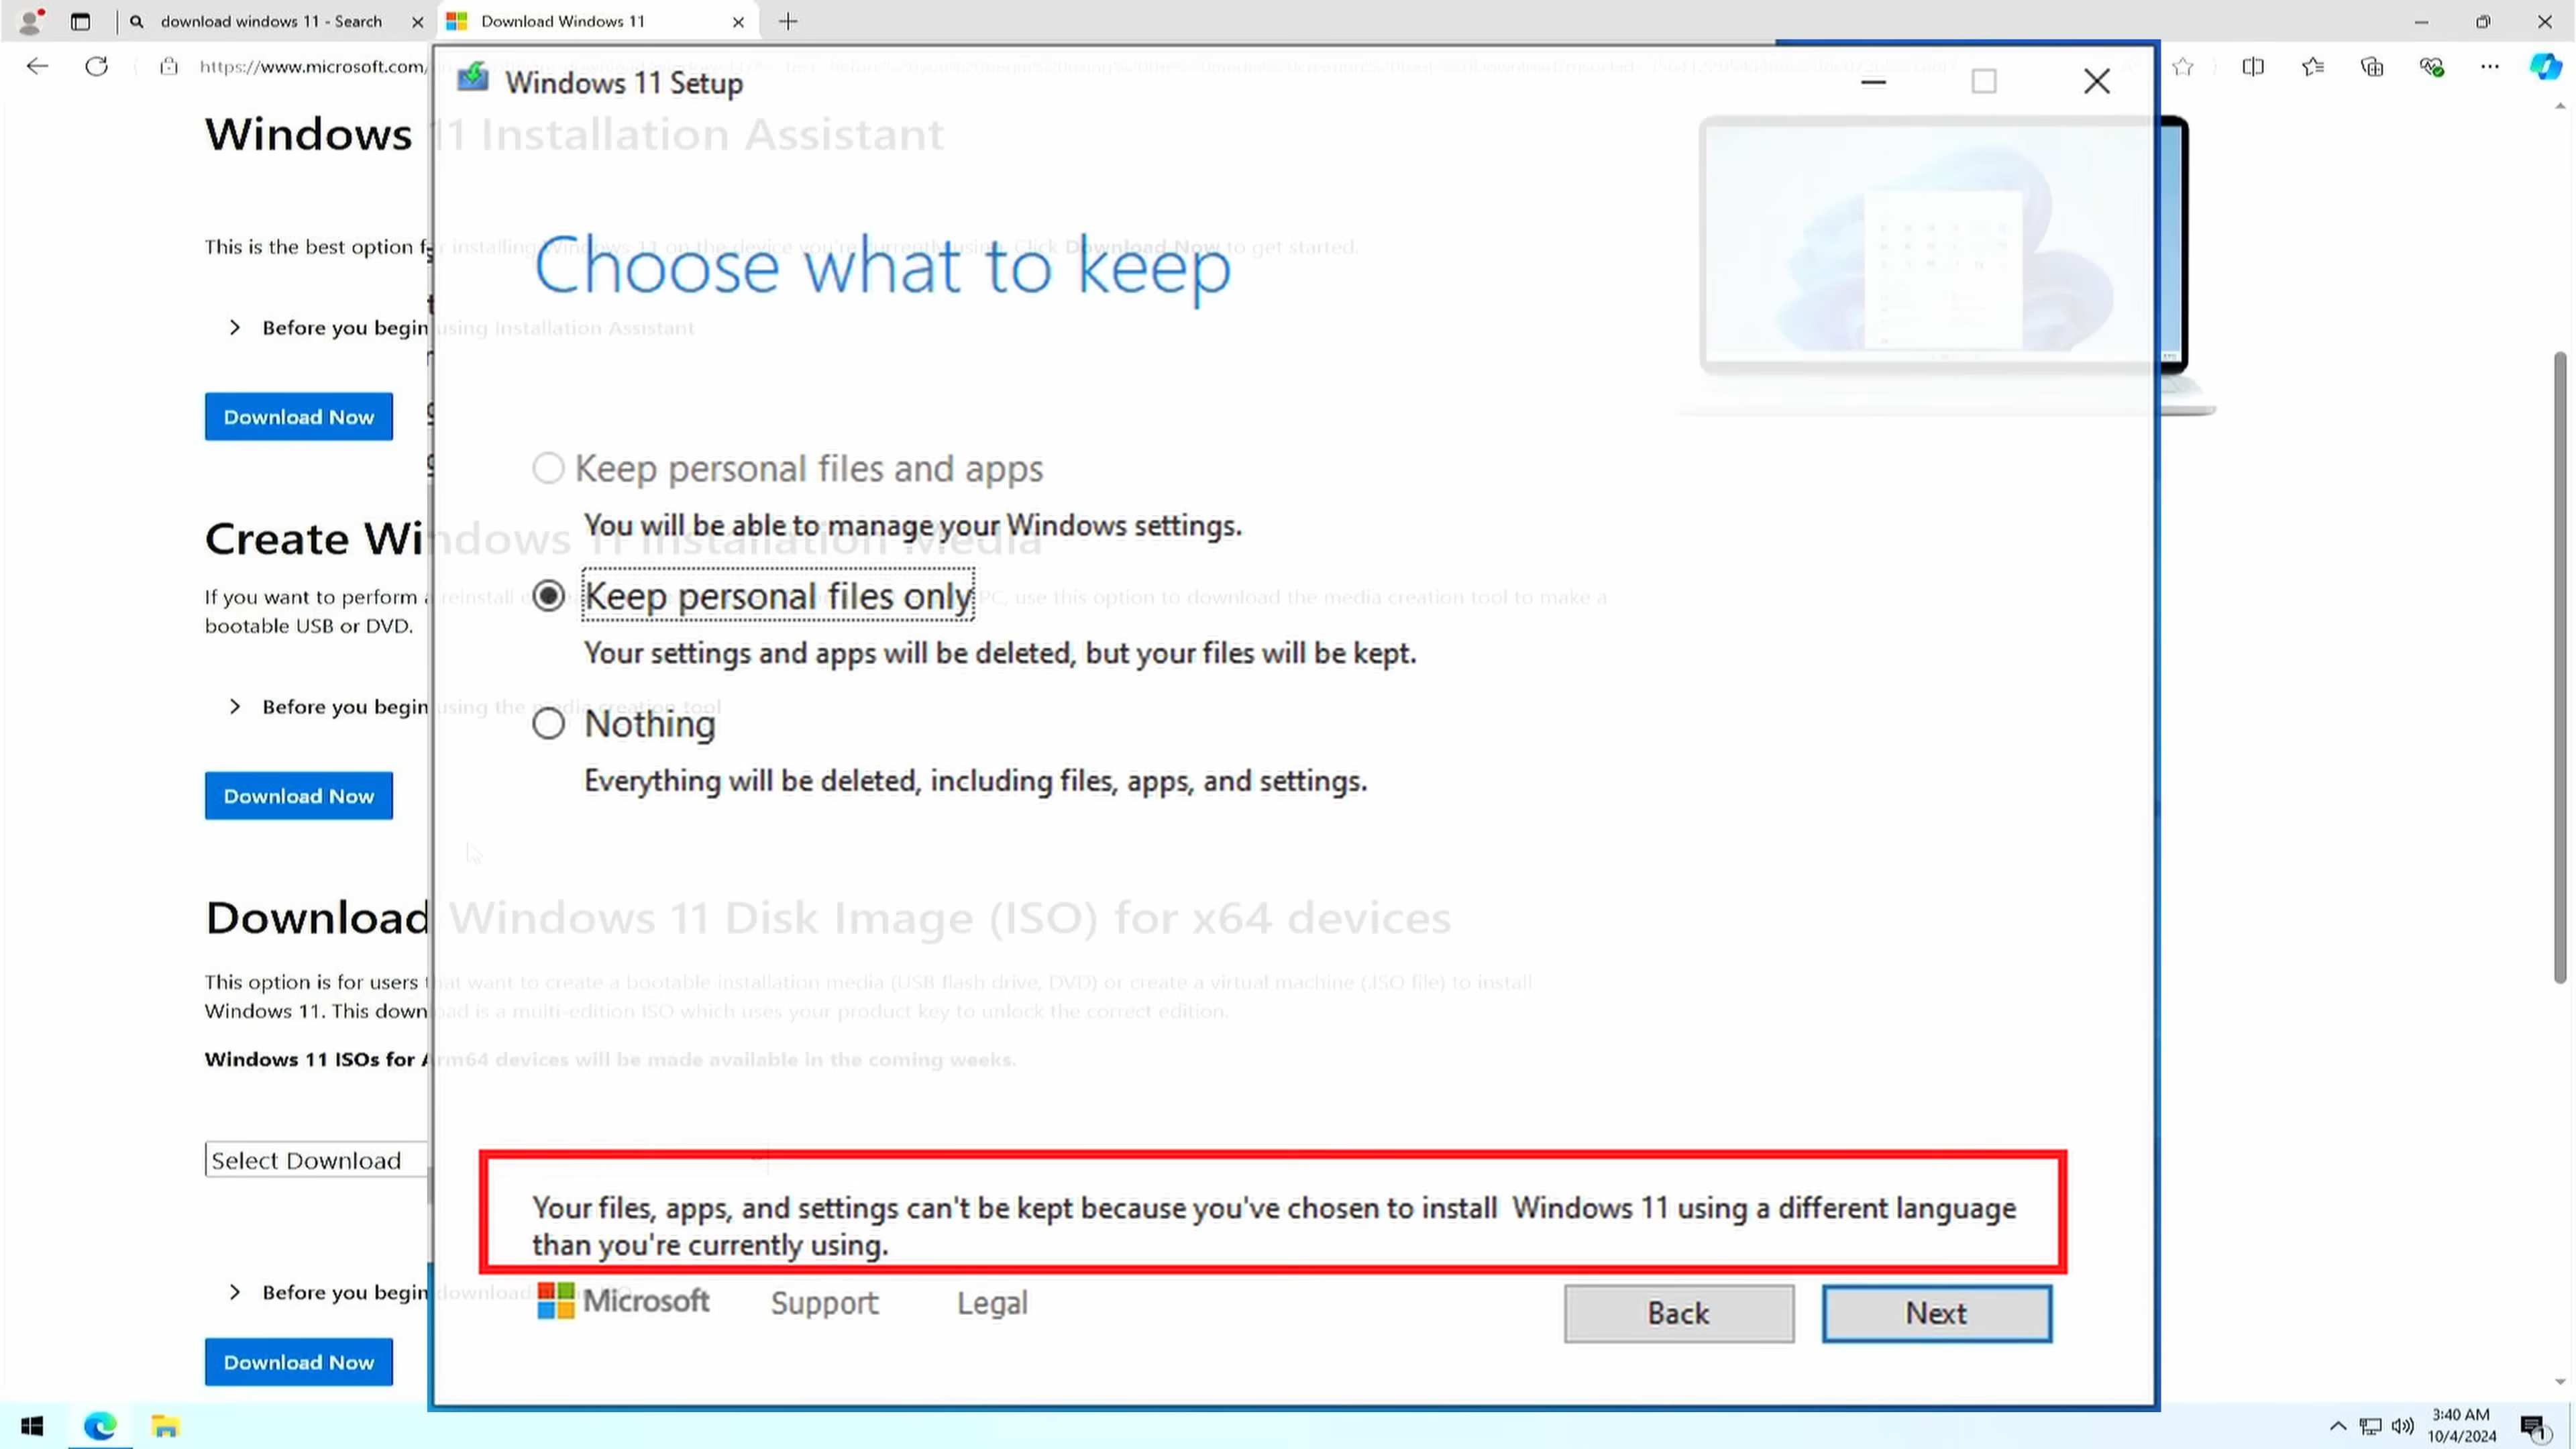 download windows 11 - Search
Download Windows 11
https://www.microsoft.com/
Windows 11 Setup
Windows 11 Installation Assistant
This is the best option for installing Windows 11 on the device you're currently using. Click Download Now to get started.
Choose what to keep
Before you begin using Installation Assistant
Download Now
Keep personal files and apps
You will be able to manage your Windows settings.
Create Windows 11 Installation Media
If you want to perform a reinstall PC, use this option to download the media creation tool to make a
bootable USB or DVD.
Keep personal files only
Your settings and apps will be deleted, but your files will be kept.
Before you begin using the media creation tool
Nothing
Everything will be deleted, including files, apps, and settings.
Download Now
Download Windows 11 Disk Image (ISO) for x64 devices
This option is for users that want to create a bootable installation media (USB flash drive, DVD) or create a virtual machine (.ISO file) to install
Windows 11. This download is a multi-edition ISO which uses your product key to unlock the correct edition.
Windows 11 ISOs for Arm64 devices will be made available in the coming weeks.
Select Download
Your files, apps, and settings can't be kept because you've chosen to install Windows 11 using a different language
than you're currently using.
Before you begin download ISO
Microsoft
Support
Legal
Back
Next
Download Now
3:40 AM
10/4/2024
1